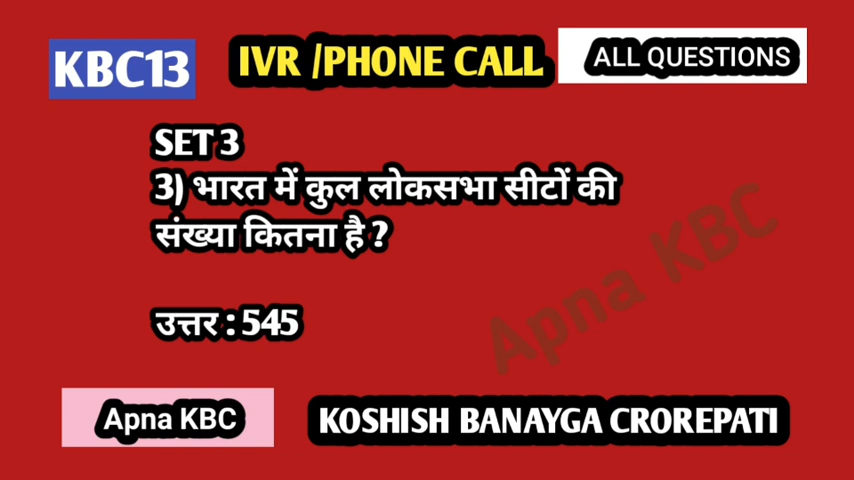 KBC13
IVR /PHONE CALL
ALL QUESTIONS
SET 3
3) भारत में कुल लोकसभा सीटों की
संख्या कितना है ?
उत्तर : 545
Apna KBC
Apna KBC
KOSHISH BANAYGA CROREPATI